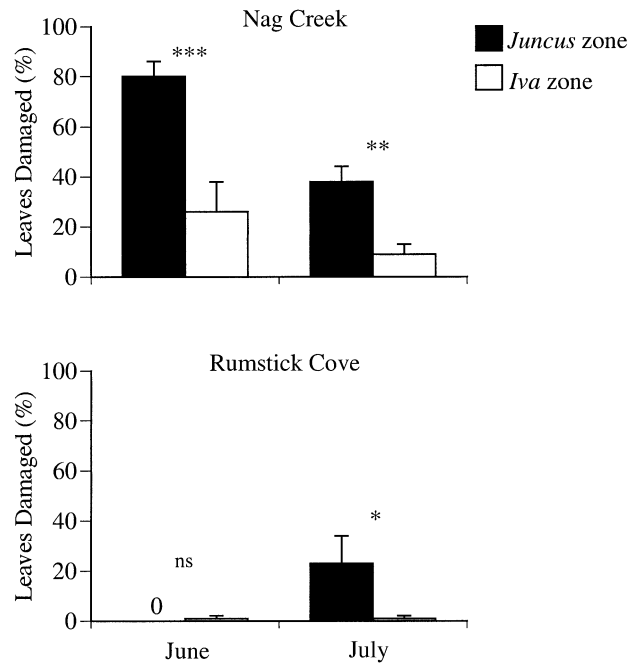 Nag Creek
Juncus zone
Iva zone
Leaves Damaged (%)
100
80
60
40
20
0
***
**
Rumstick Cove
Leaves Damaged (%)
100
80
60
40
20
0
ns
0
*
June
July